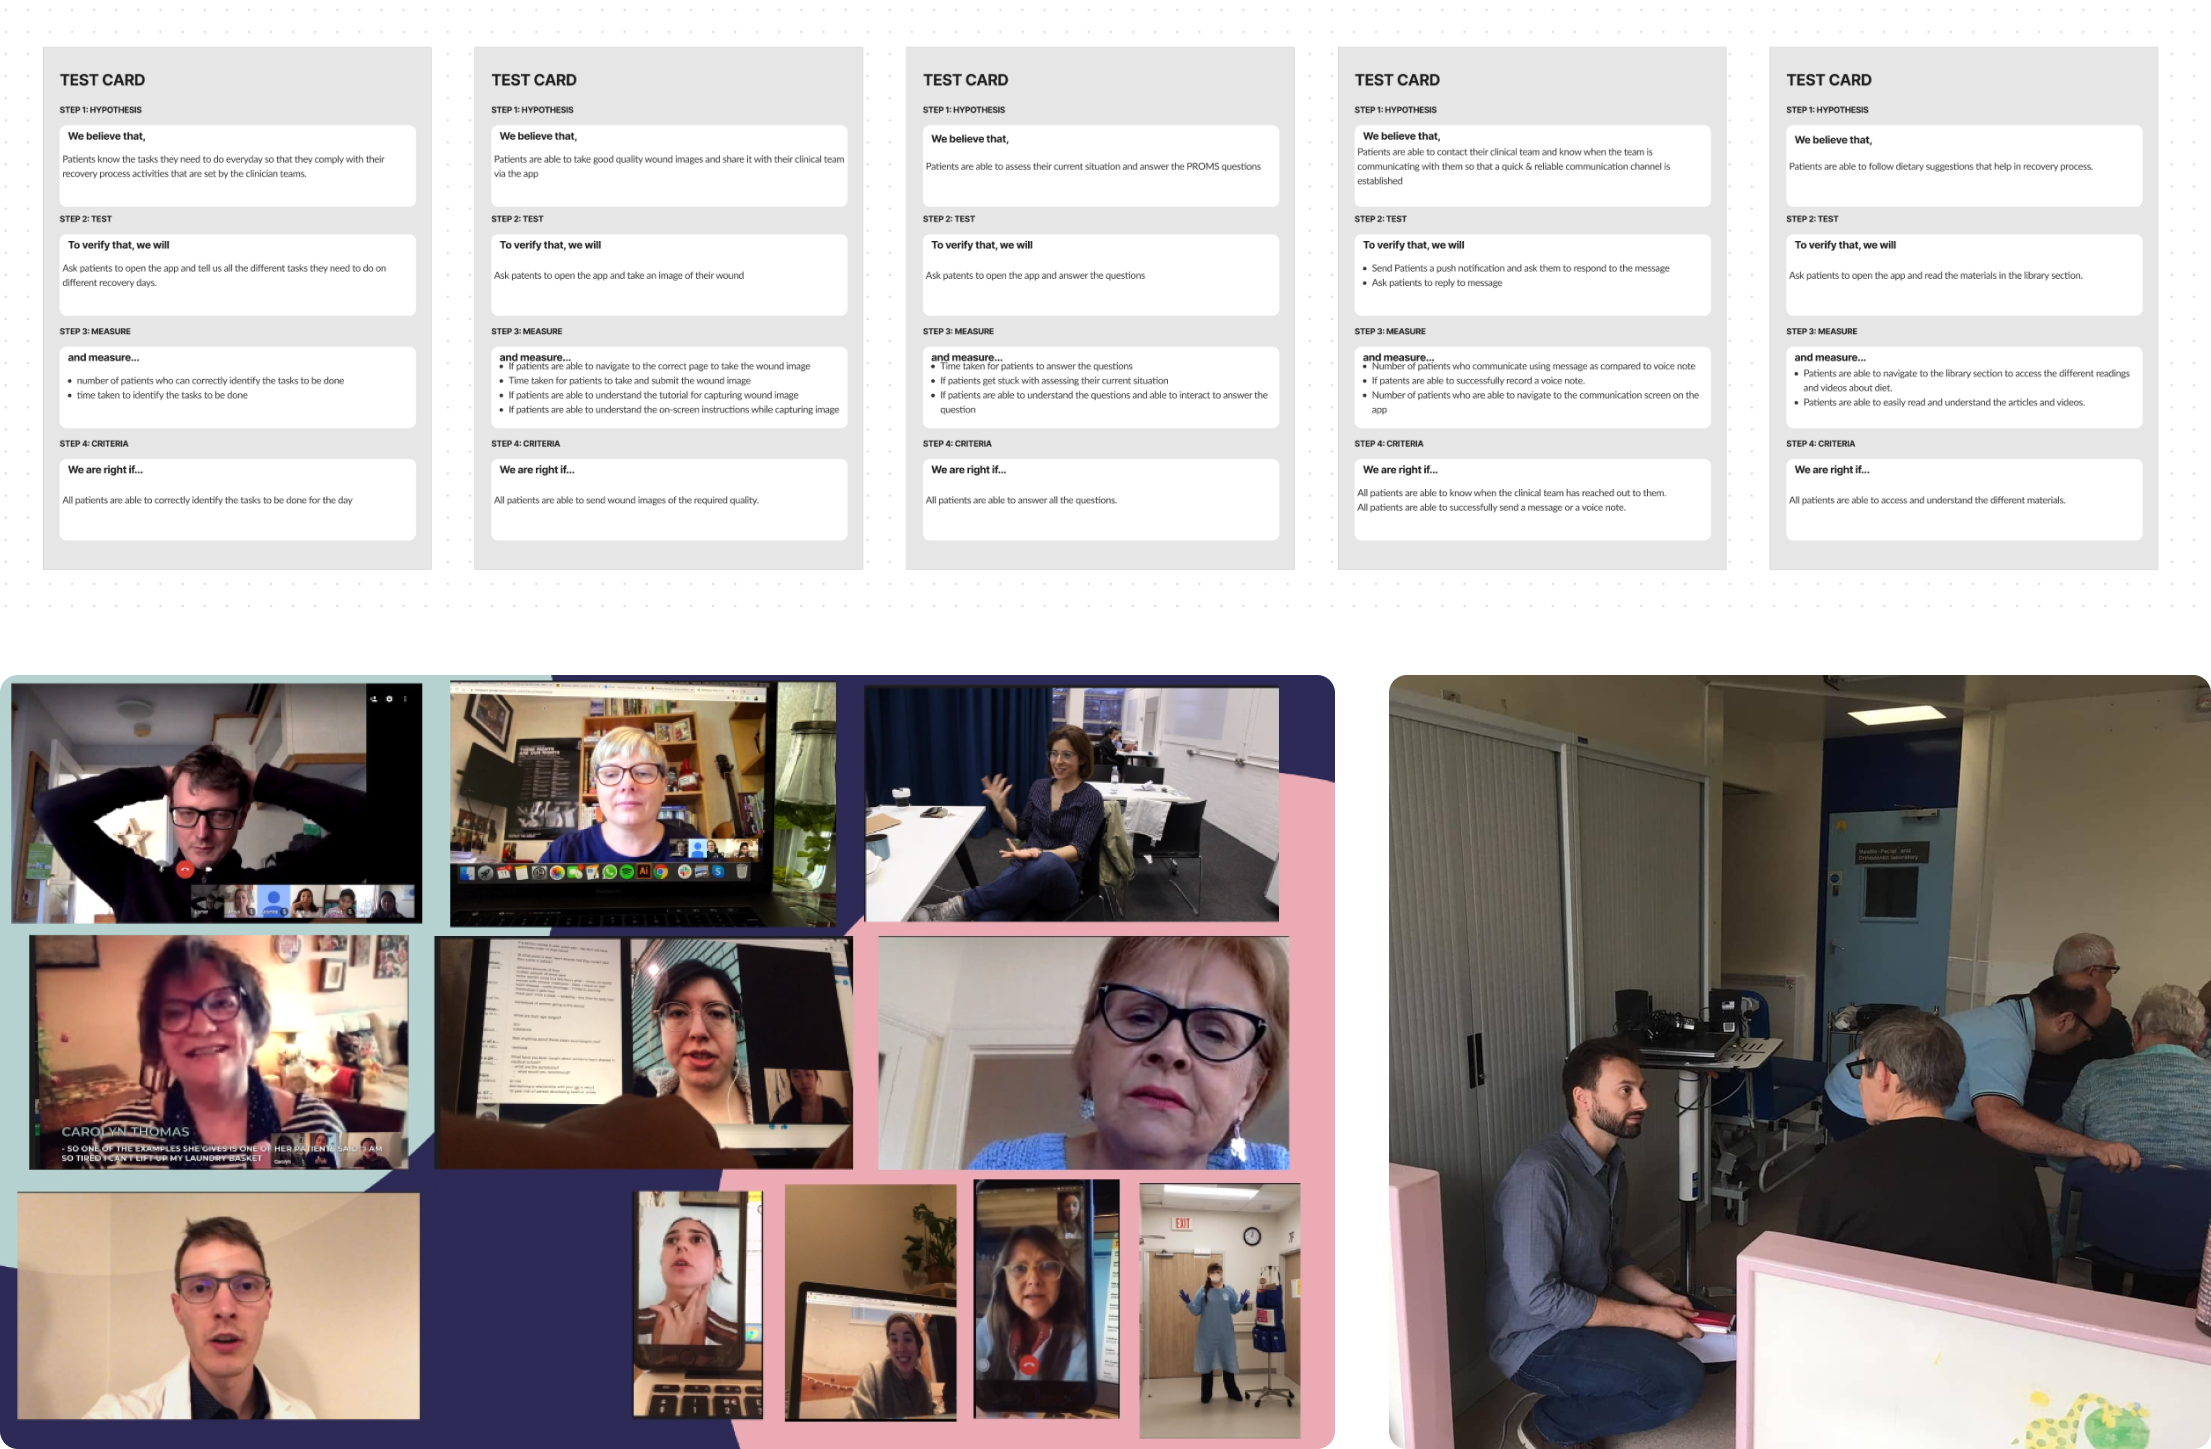 TEST CARD
STEP 1: HYPOTHESIS
We believe that,
Patients know the tasks they need to do everyday so that they comply with their
recovery process activities that are set by the clinician teams.
STEP 2: TEST
To verify that, we will
Ask patients to open the app and tell us all the different tasks they need to do on
different recovery days.
STEP 3: MEASURE
and measure...
• number of patients who can correctly identify the tasks to be done
• time taken to identify the tasks to be done
STEP 4: CRITERIA
We are right if...
All patients are able to correctly identify the tasks to be done for the day
TEST CARD
STEP 1: HYPOTHESIS
We believe that,
Patients are able to take good quality wound images and share it with their clinical team
via the app
STEP 2: TEST
To verify that, we will
Ask patents to open the app and take an image of their wound
STEP 3: MEASURE
and measure...
• If patients are able to navigate to the correct page to take the wound image
• Time taken for patients to take and submit the wound image
• If patients are able to understand the tutorial for capturing wound image
• If patients are able to understand the on-screen instructions while capturing image
STEP 4: CRITERIA
We are right if...
All patients are able to send wound images of the required quality.
TEST CARD
STEP 1: HYPOTHESIS
We believe that,
Patients are able to assess their current situation and answer the PROMS questions
STEP 2: TEST
To verify that, we will
Ask patents to open the app and answer the questions
STEP 3: MEASURE
and measure...
• Time taken for patients to answer the questions
• If patients get stuck with assessing their current situation
• If patients are able to understand the questions and able to interact to answer the
question
STEP 4: CRITERIA
We are right if...
All patients are able to answer all the questions.
TEST CARD
STEP 1: HYPOTHESIS
We believe that,
Patients are able to contact their clinical team and know when the team is
communicating with them so that a quick & reliable communication channel is
established
STEP 2: TEST
To verify that, we will
• Send Patients a push notification and ask them to respond to the message
• Ask patients to reply to message
STEP 3: MEASURE
and measure...
• Number of patients who communicate using message as compared to voice note
• If patents are able to successfully record a voice note.
• Number of patients who are able to navigate to the communication screen on the
app
STEP 4: CRITERIA
We are right if...
All patients are able to know when the clinical team has reached out to them.
All patients are able to successfully send a message or a voice note.
TEST CARD
STEP 1: HYPOTHESIS
We believe that,
Patients are able to follow dietary suggestions that help in recovery process.
STEP 2: TEST
To verify that, we will
Ask patients to open the app and read the materials in the library section.
STEP 3: MEASURE
and measure...
• Patients are able to navigate to the library section to access the different readings
and videos about diet.
• Patients are able to easily read and understand the articles and videos.
STEP 4: CRITERIA
We are right if...
All patients are able to access and understand the different materials.
CAROLYN THOMAS
- SO ONE OF THE EXAMPLES SHE GIVES IS ONE OF HER PATIENTS SAID I AM
SO TIRED I CAN'T LIFT UP MY LAUNDRY BASKET
Carolyn
EXIT
Maxillo-Facial and
Orthodontic laboratory